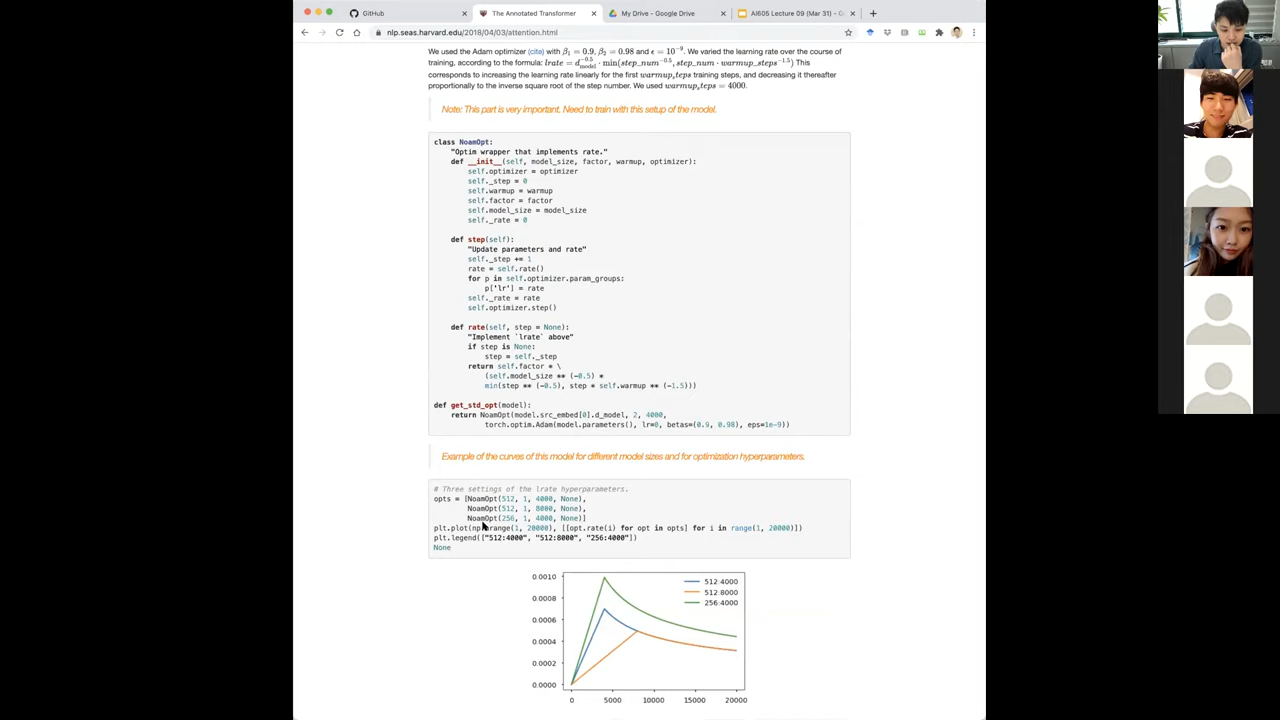 GitHub
The Annotated Transformer
My Drive - Google Drive
AI605 Lecture 09 (Mar 31) -
nlp.seas.harvard.edu/2018/04/03/attention.html
We used the Adam optimizer (cite) with β1 = 0.9, β2 = 0.98 and ϵ = 10−9. We varied the learning rate over the course of
training, according to the formula: lrate = d−0.5model · min(step_num−0.5, step_num · warmup_steps−1.5) This
corresponds to increasing the learning rate linearly for the first warmupsteps training steps, and decreasing it thereafter
proportionally to the inverse square root of the step number. We used warmupsteps = 4000.
Note: This part is very important. Need to train with this setup of the model.
class NoamOpt:
"Optim wrapper that implements rate."
def __init__(self, model_size, factor, warmup, optimizer):
self.optimizer = optimizer
self._step = 0
self.warmup = warmup
self.factor = factor
self.model_size = model_size
self._rate = 0
def step(self):
"Update parameters and rate"
self._step += 1
rate = self.rate()
for p in self.optimizer.param_groups:
p['lr'] = rate
self._rate = rate
self.optimizer.step()
def rate(self, step = None):
"Implement `lrate` above"
if step is None:
step = self._step
return self.factor * \
(self.model_size ** (-0.5) *
min(step ** (-0.5), step * self.warmup ** (-1.5)))
def get_std_opt(model):
return NoamOpt(model.src_embed[0].d_model, 2, 4000,
torch.optim.Adam(model.parameters(), lr=0, betas=(0.9, 0.98), eps=1e-9))
Example of the curves of this model for different model sizes and for optimization hyperparameters.
# Three settings of the lrate hyperparameters.
opts = [NoamOpt(512, 1, 4000, None),
NoamOpt(512, 1, 8000, None),
NoamOpt(256, 1, 4000, None)]
plt.plot(np.arange(1, 20000), [[opt.rate(i) for opt in opts] for i in range(1, 20000)])
plt.legend(["512:4000", "512:8000", "256:4000"])
None
0.0010
0.0008
0.0006
0.0004
0.0002
0.0000
512:4000
512:8000
256:4000
0 5000 10000 15000 20000